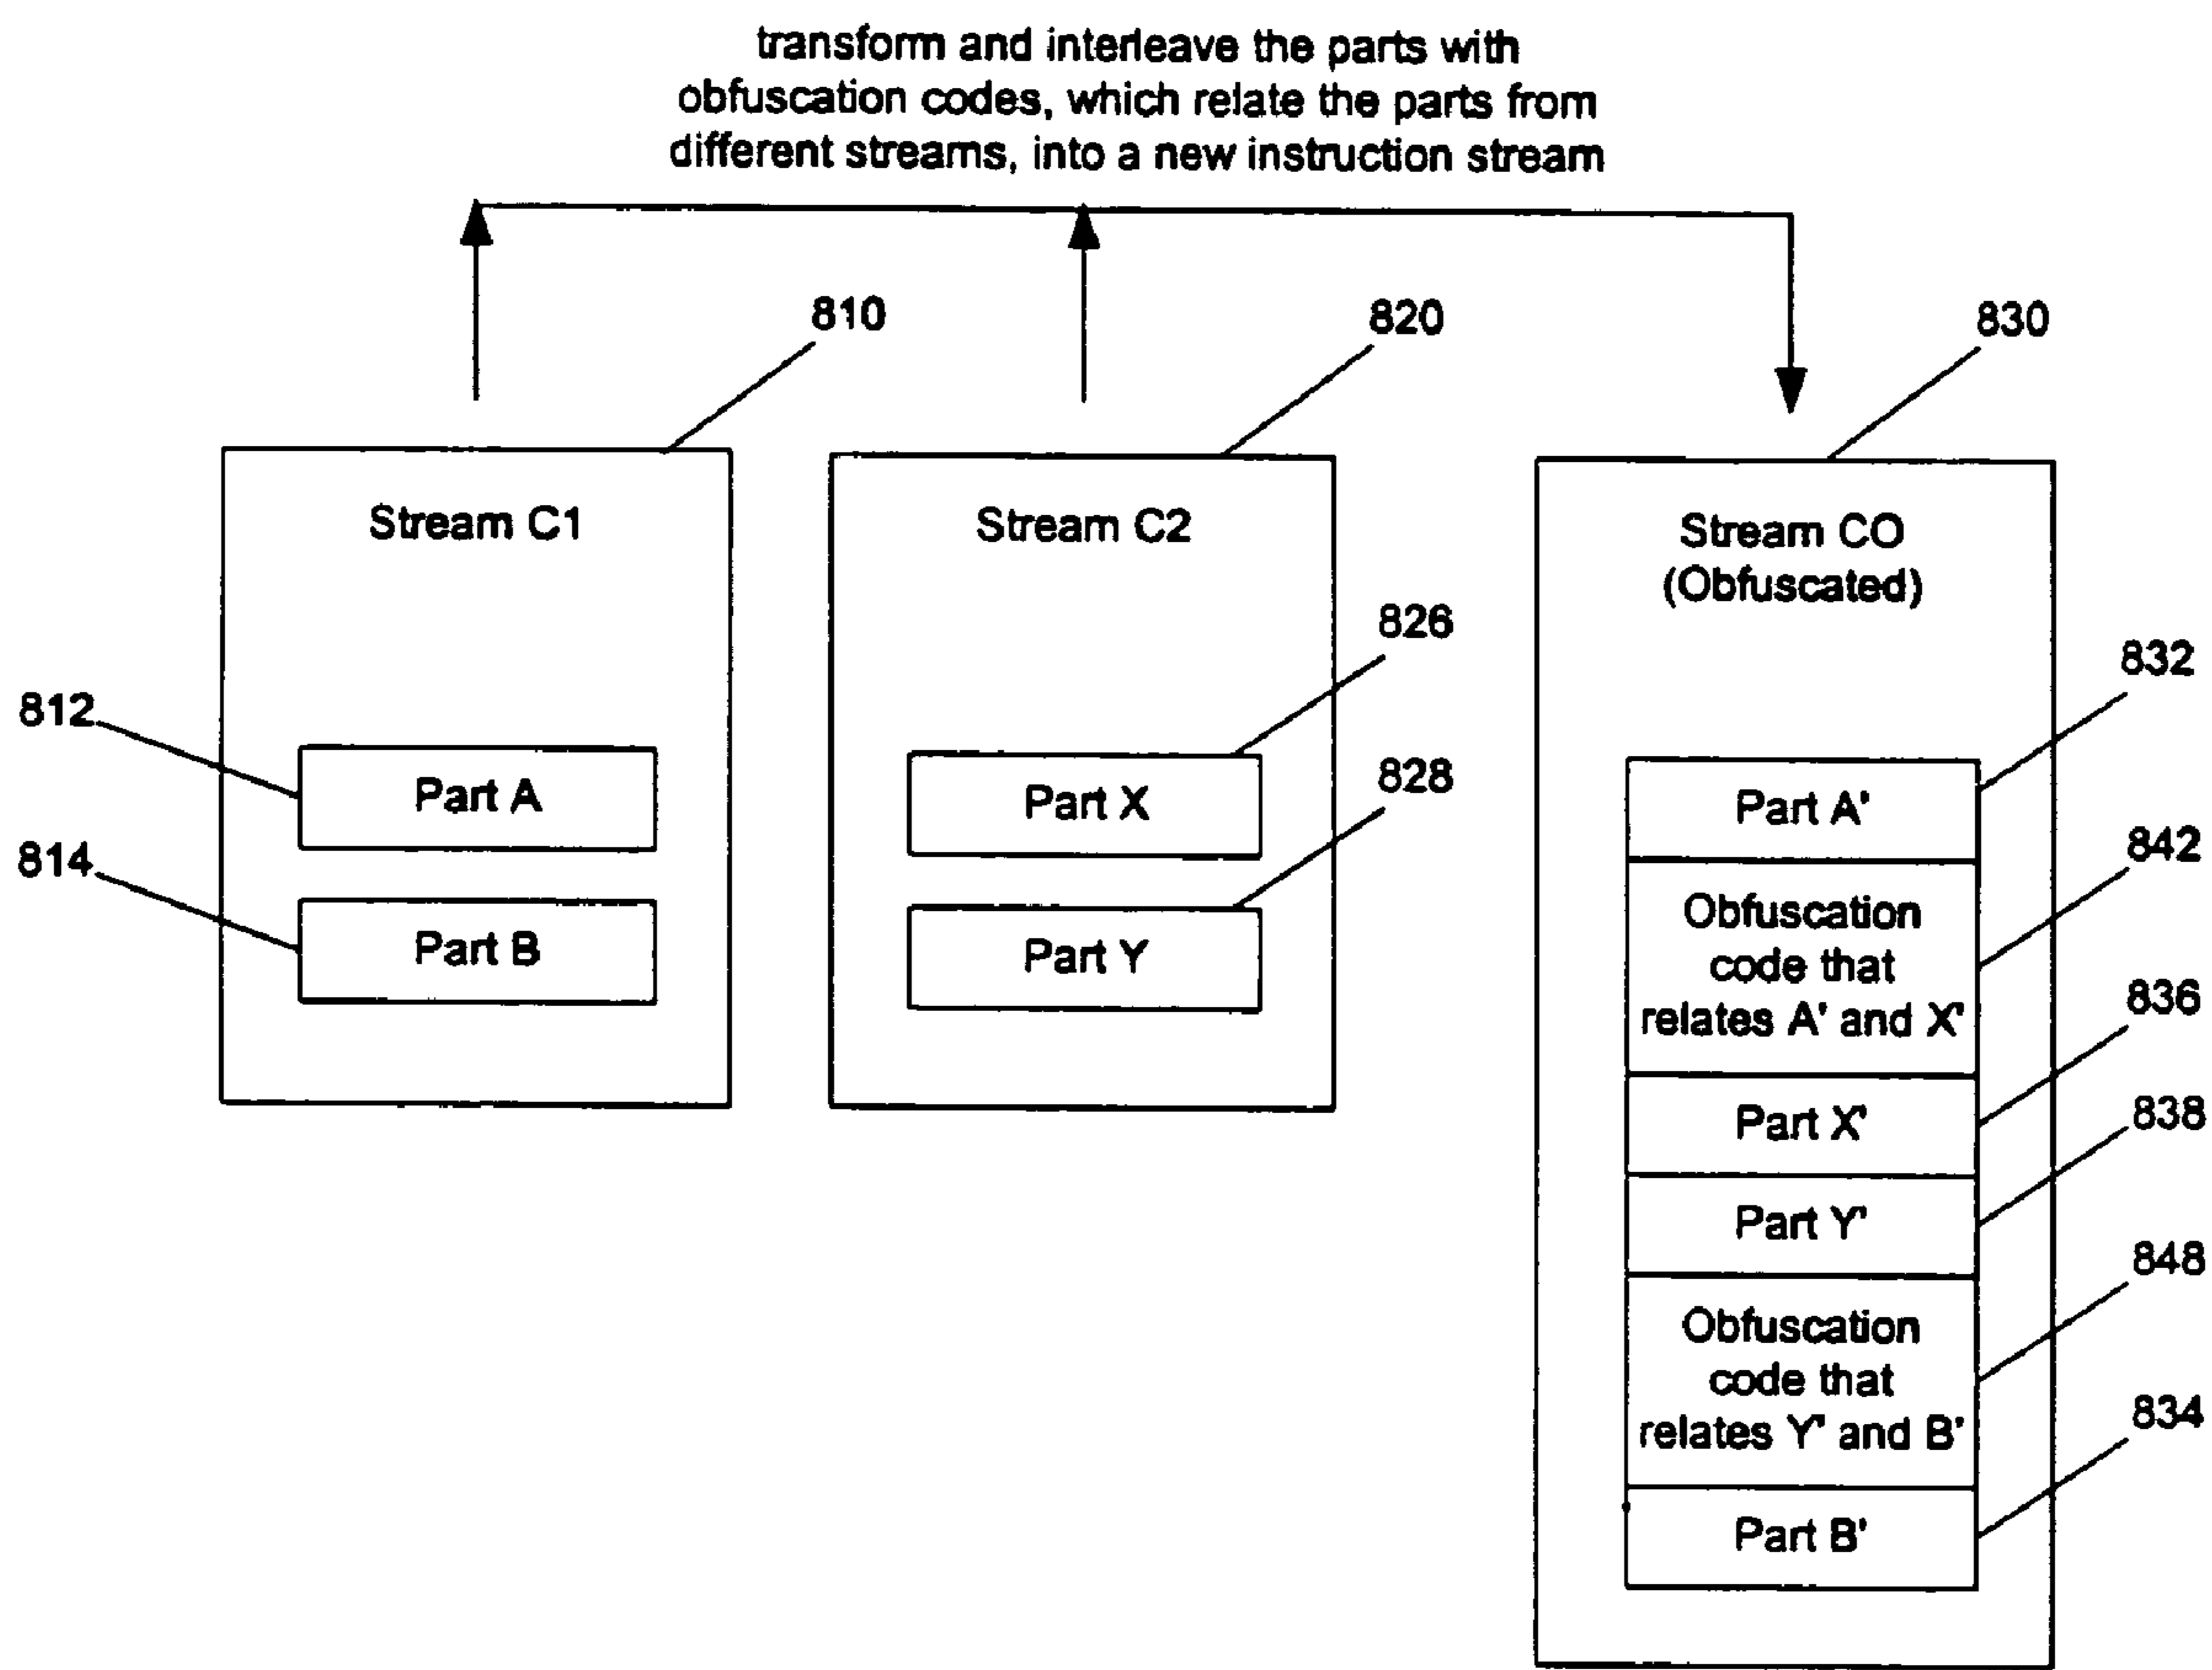 transform and interleave the parts with
obfuscation codes, which relate the parts from
different streams, into a new instruction stream
810
820
830
Stream C1
Stream C2
Stream CO
(Obfuscated)
826
832
812
Part A
Part X
828
Part A'
842
814
Part B
Part Y
Obfuscation
code that
relates A' and X'
836
Part X'
838
Part Y'
848
Obfuscation
code that
relates Y' and B'
834
Part B'